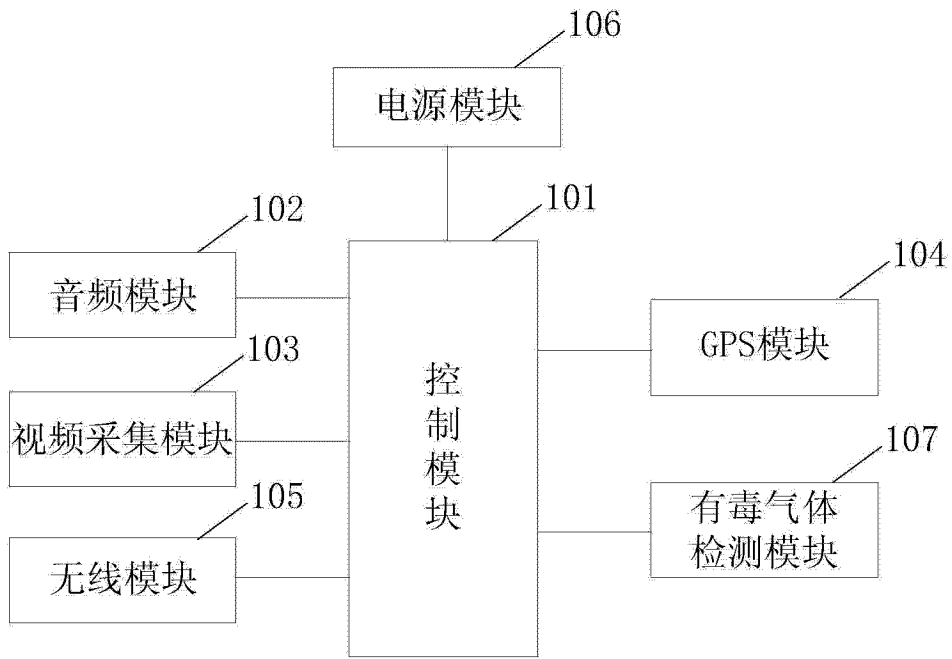 106
电源模块
102
101
音频模块
104
GPS模块
103
控制模块
视频采集模块
107
105
有毒气体
检测模块
无线模块